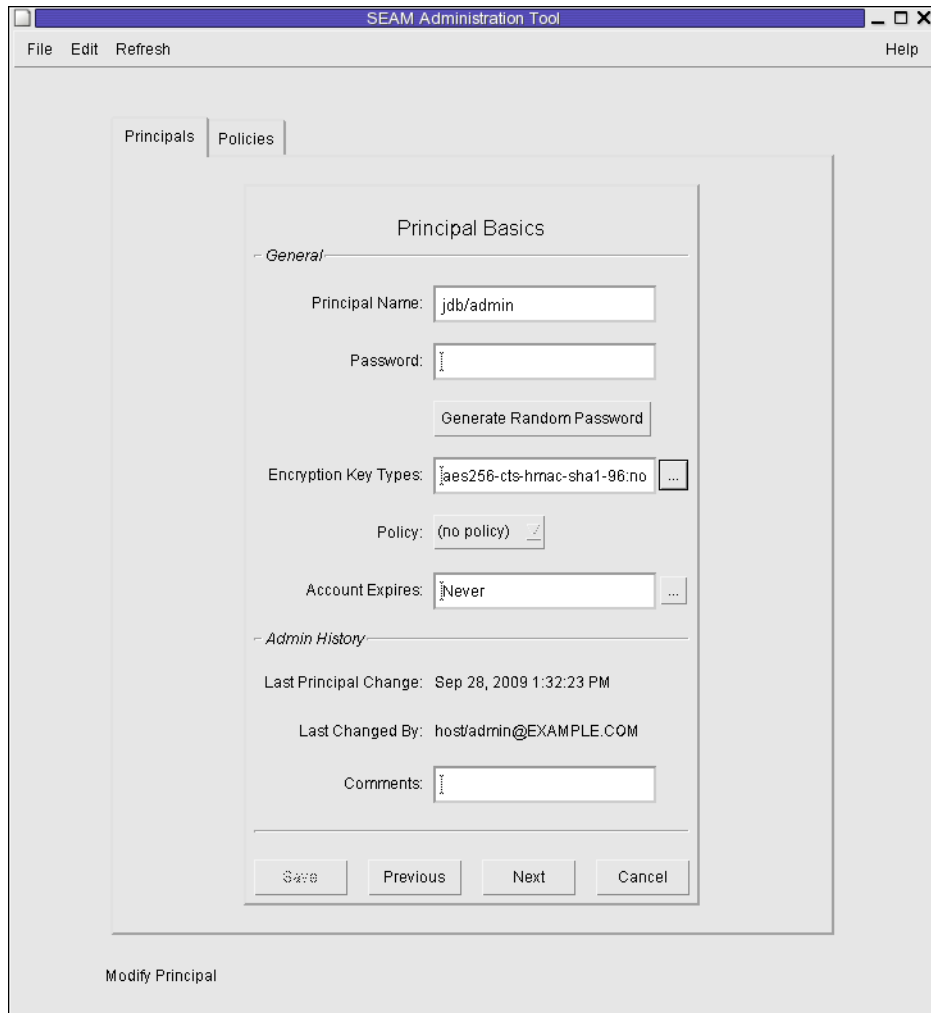 SEAM Administration Tool
File Edit Refresh Help
Principals Policies
Principal Basics
General
Principal Name: jdb/admin
Password:
Generate Random Password
Encryption Key Types: aes256-cts-hmac-sha1-96:no ...
Policy: (no policy)
Account Expires: Never ...
Admin History
Last Principal Change: Sep 28, 2009 1:32:23 PM
Last Changed By: host/admin@EXAMPLE.COM
Comments:
Save Previous Next Cancel
Modify Principal